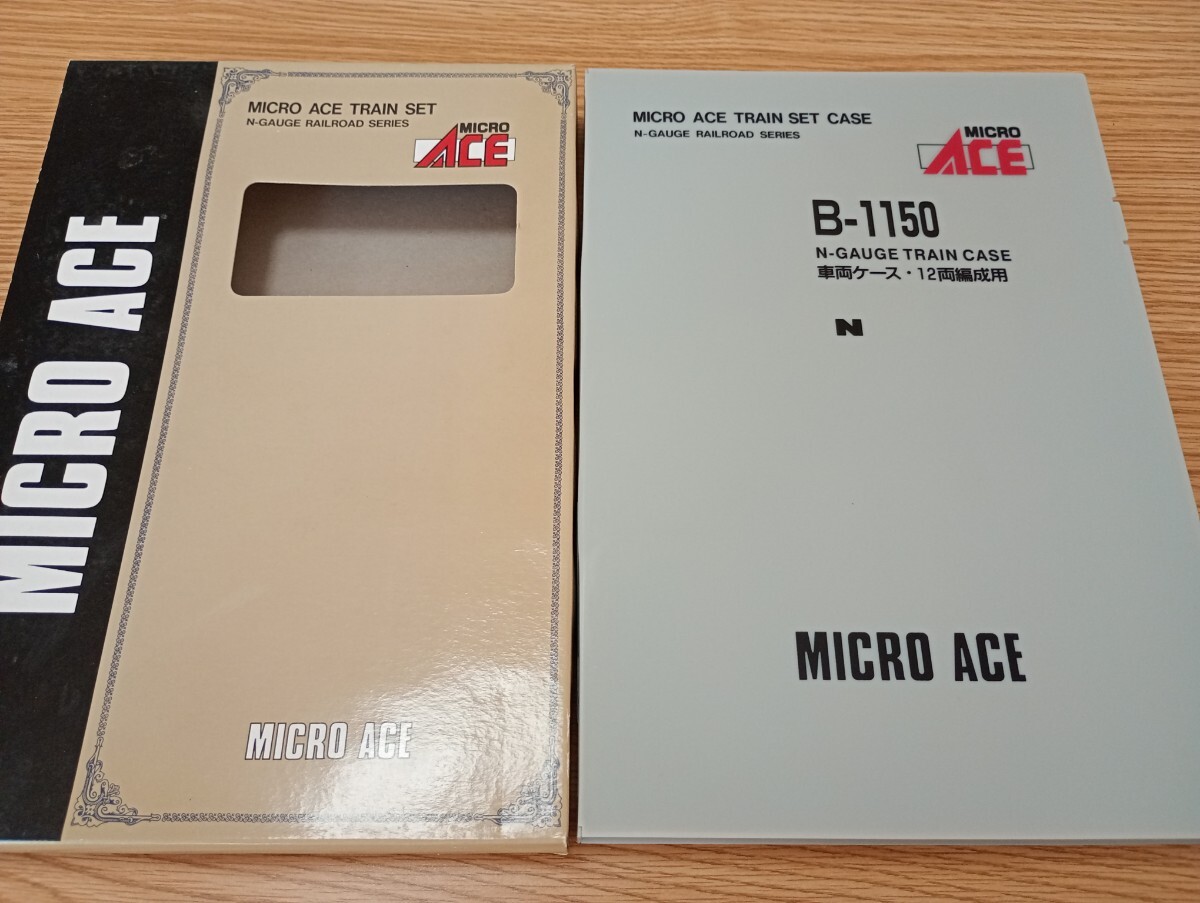 MICRO ACE
MICRO ACE TRAIN SET
N-GAUGE RAILROAD SERIES
MICRO
ACE
MICRO ACE
MICRO ACE TRAIN SET CASE
N-GAUGE RAILROAD SERIES
MICRO
ACE
B-1150
N-GAUGE TRAIN CASE
車両ケース・12両編成用
N
MICRO ACE